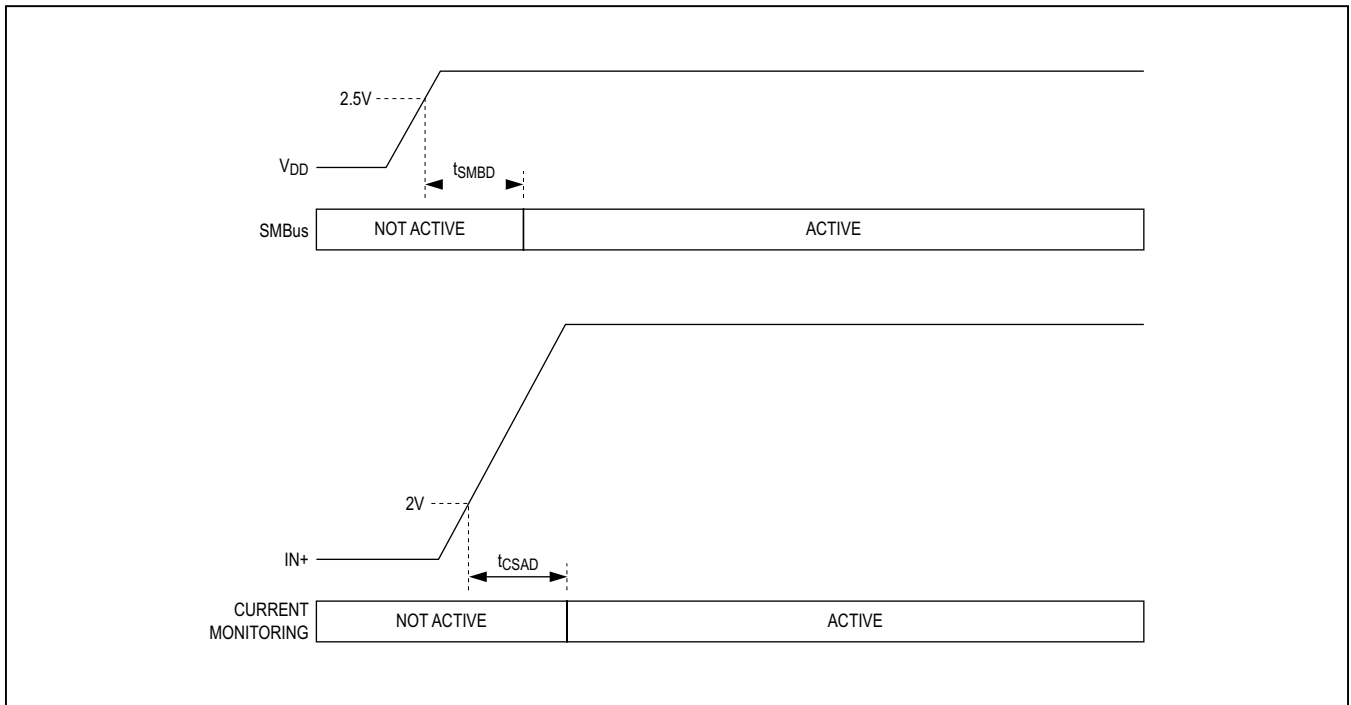 2.5V
VDD
tSMBD
SMBus
NOT ACTIVE
ACTIVE
2V
IN+
tCSAD
CURRENT
MONITORING
NOT ACTIVE
ACTIVE